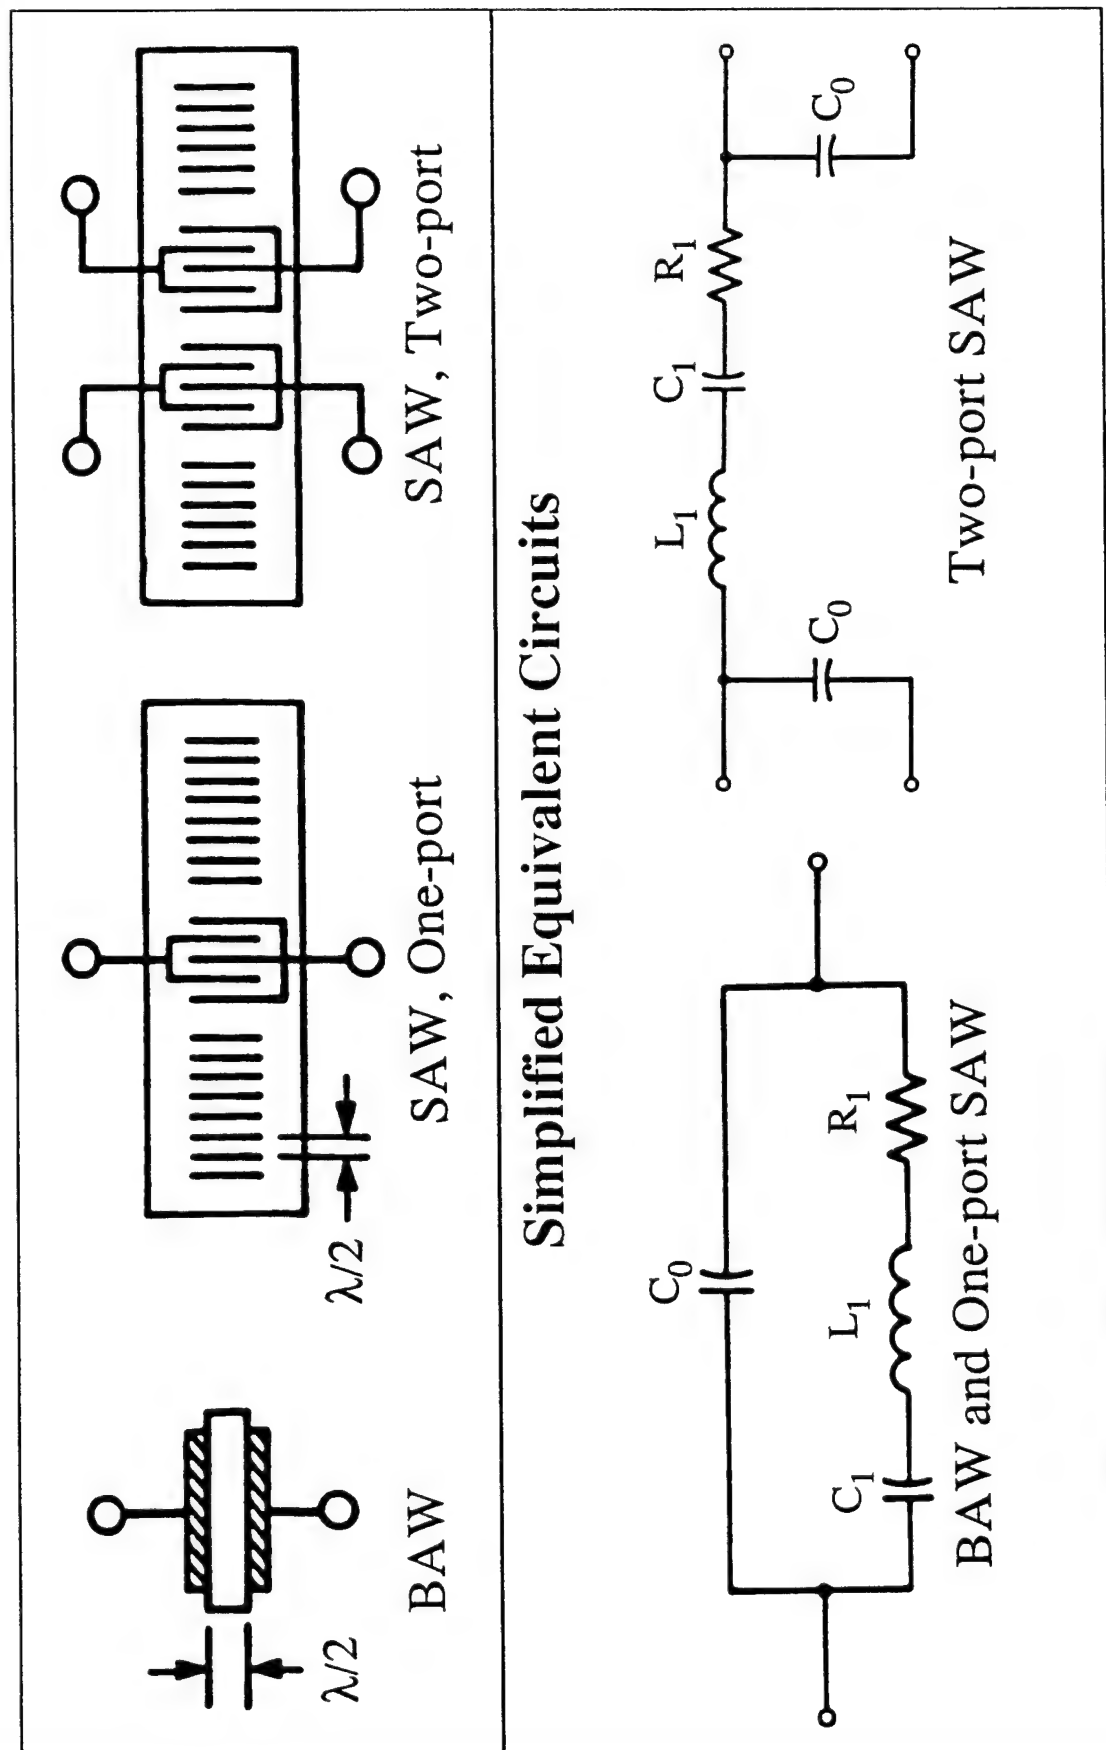 λ/2
BAW
λ/2
SAW, One-port
SAW, Two-port
Simplified Equivalent Circuits
C₀
C₁
L₁
R₁
BAW and One-port SAW
L₁
C₁
R₁
C₀
C₀
Two-port SAW